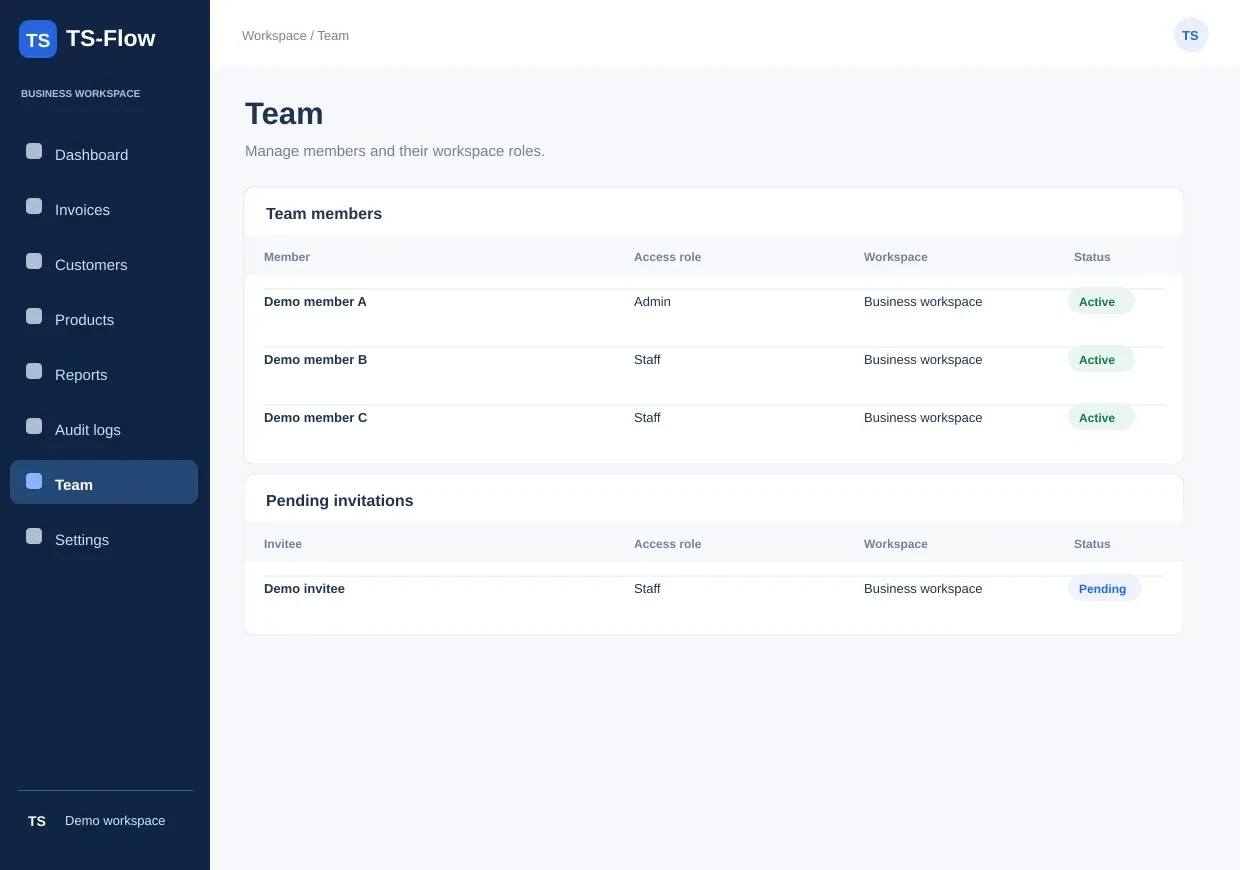 TS TS-Flow
BUSINESS WORKSPACE
Dashboard
Invoices
Customers
Products
Reports
Audit logs
Team
Settings
TS Demo workspace
Workspace / Team
TS
Team
Manage members and their workspace roles.
Team members
Member Access role Workspace Status
Demo member A Admin Business workspace Active
Demo member B Staff Business workspace Active
Demo member C Staff Business workspace Active
Pending invitations
Invitee Access role Workspace Status
Demo invitee Staff Business workspace Pending